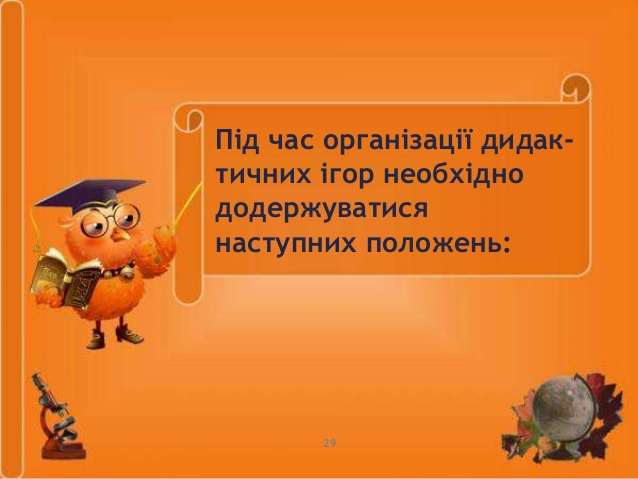 Під час організації дидак-
тичних ігор необхідно
додержуватися
наступних положень:
29